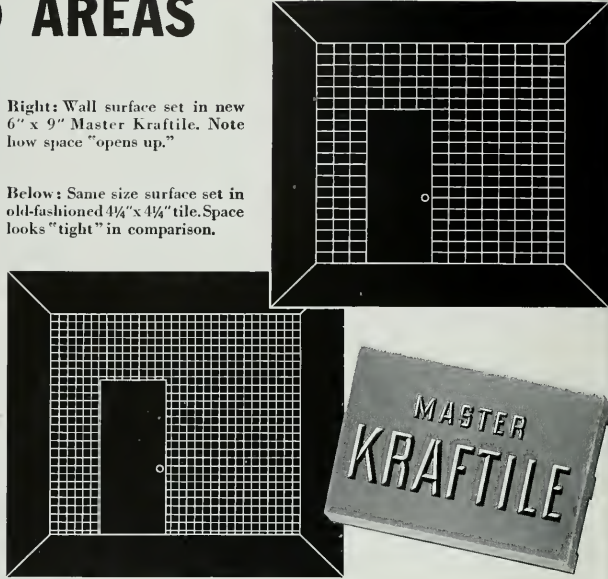 AREAS
Right: Wall surface set in new
6" x 9" Master Kraftile. Note
how space "opens up."
Below: Same size surface set in
old-fashioned 4¼"x 4¼" tile. Space
looks "tight" in comparison.
MASTER
KRAFTILE